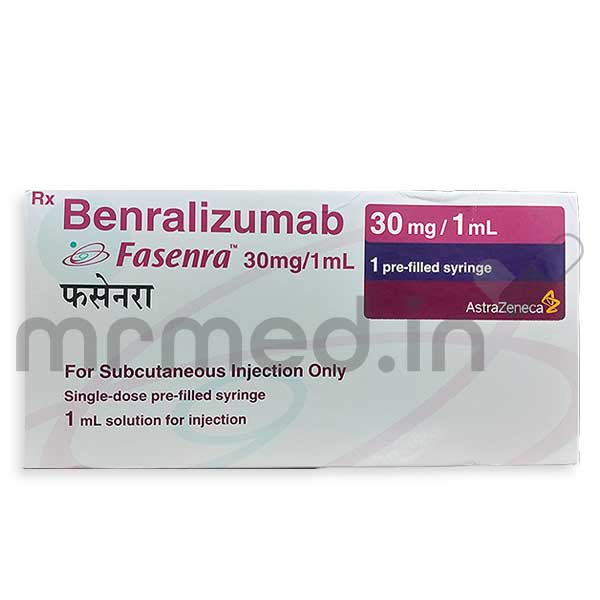 Rx
Benralizumab
Fasenra™ 30mg/1mL
फसेनरा
30 mg / 1 mL
1 pre-filled syringe
AstraZeneca
mrmed.in
For Subcutaneous Injection Only
Single-dose pre-filled syringe
1 mL solution for injection